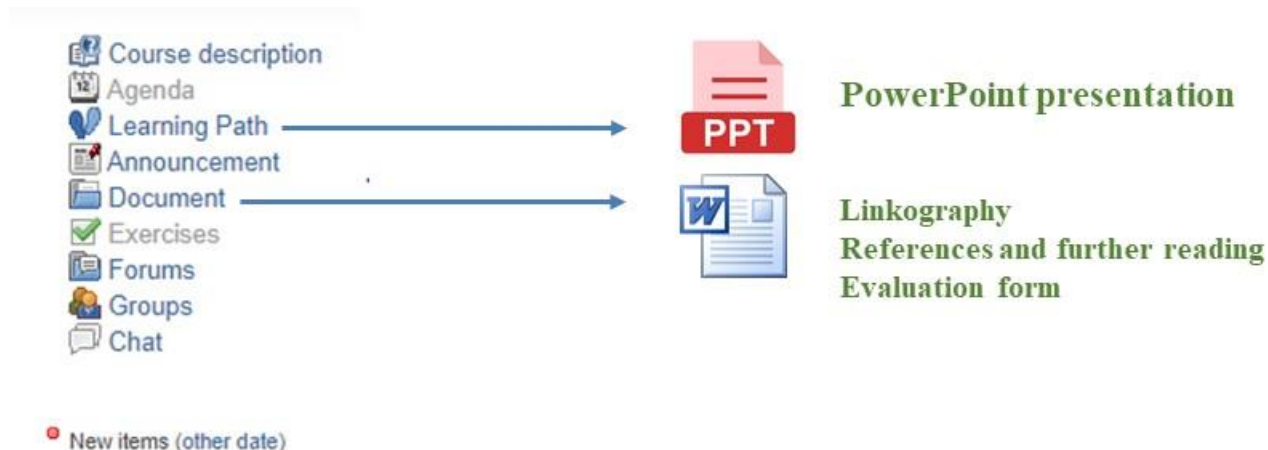 Course description
12
Agenda
Learning Path
Announcement
Document
Exercises
Forums
Groups
Chat
New items (other date)
PPT
PowerPoint presentation
W
Linkography
References and further reading
Evaluation form